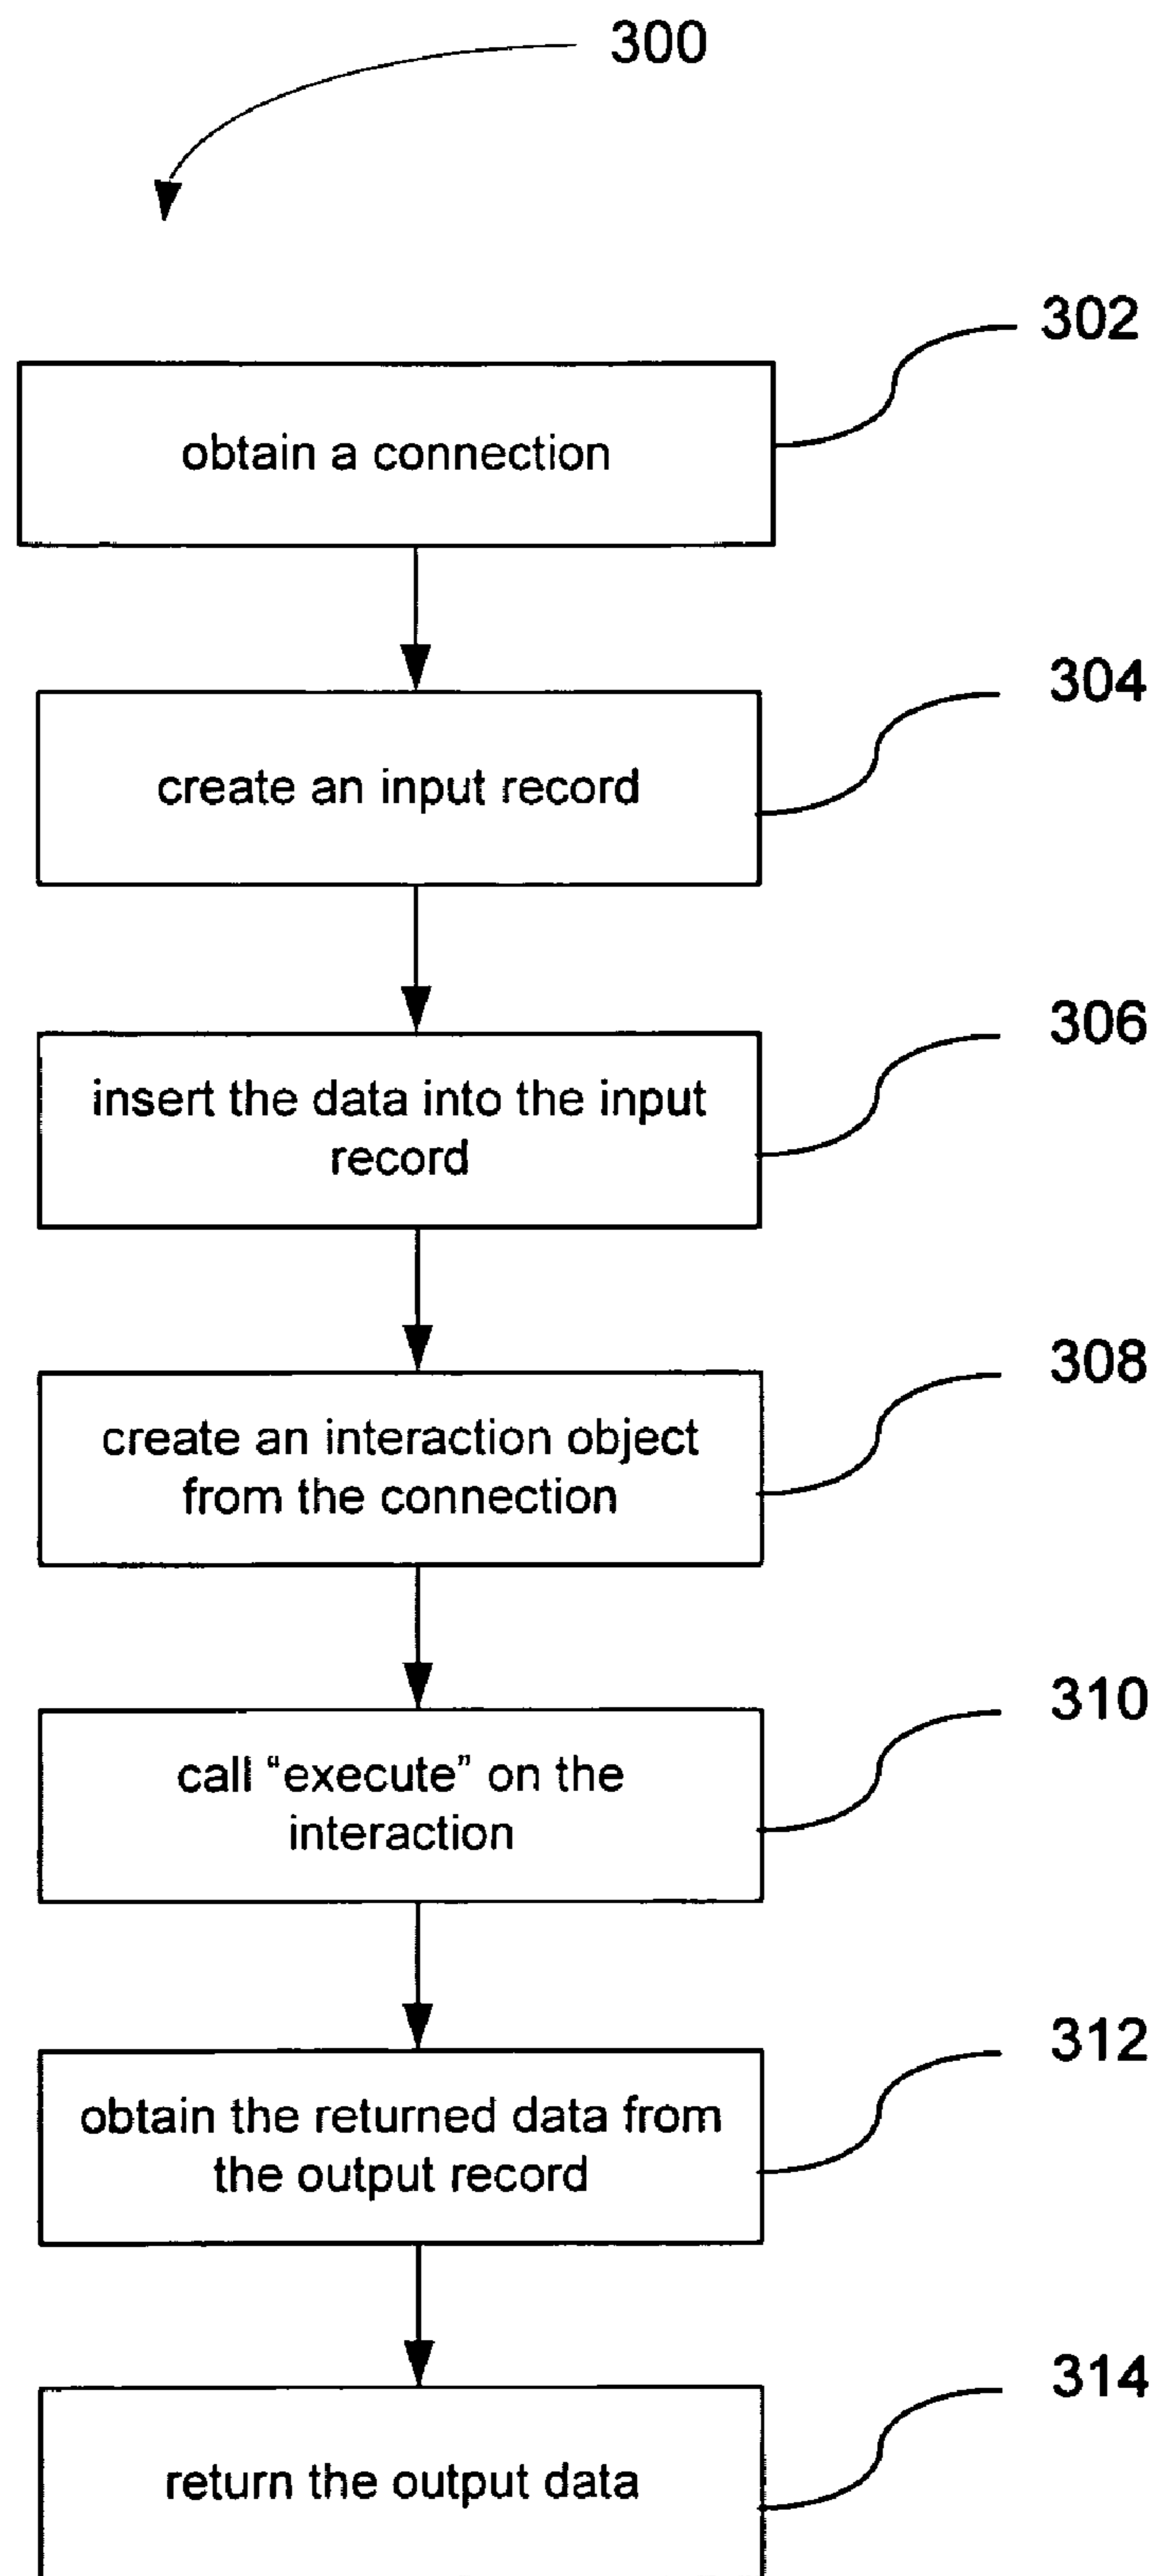 300
302
obtain a connection
304
create an input record
306
insert the data into the input
record
308
create an interaction object
from the connection
310
call “execute” on the
interaction
312
obtain the returned data from
the output record
314
return the output data